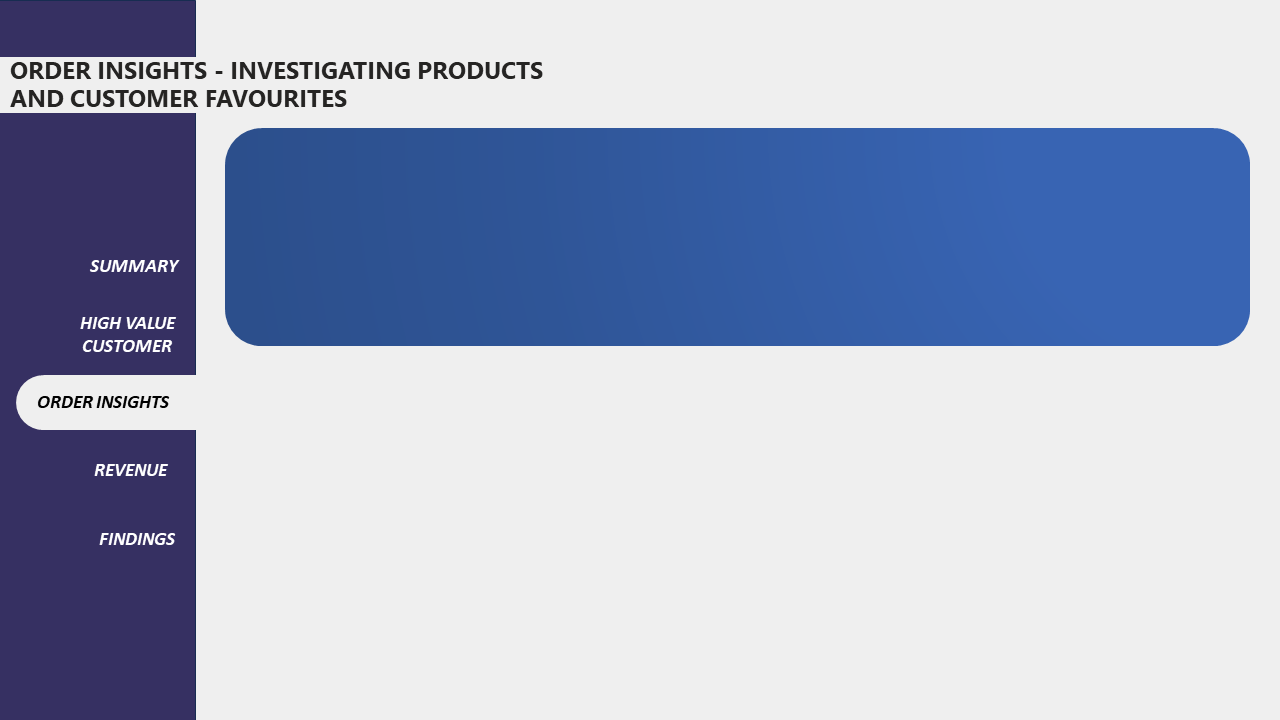 ORDER INSIGHTS - INVESTIGATING PRODUCTS
AND CUSTOMER FAVOURITES
SUMMARY
HIGH VALUE
CUSTOMER
ORDER INSIGHTS
REVENUE
FINDINGS